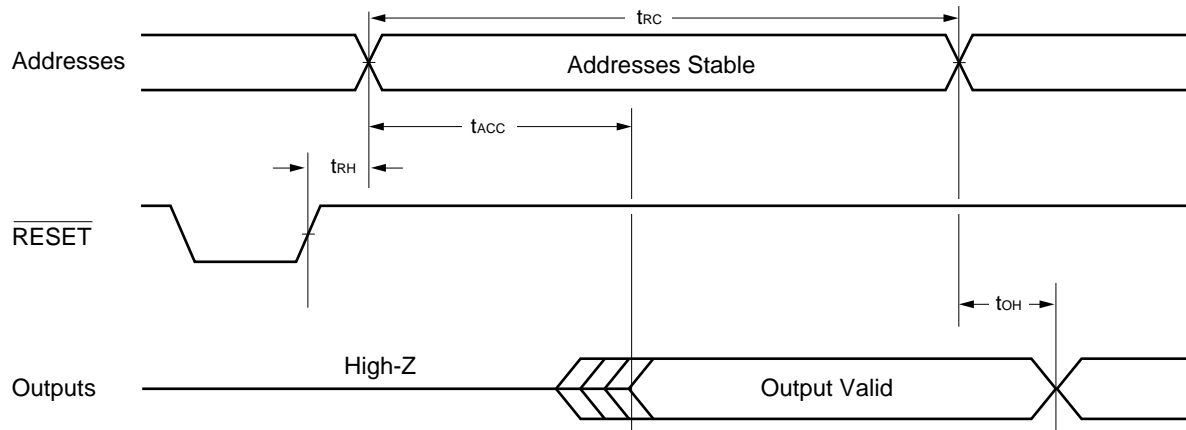 tRC
Addresses
Addresses Stable
tACC
tRH
RESET
tOH
High-Z
Outputs
Output Valid